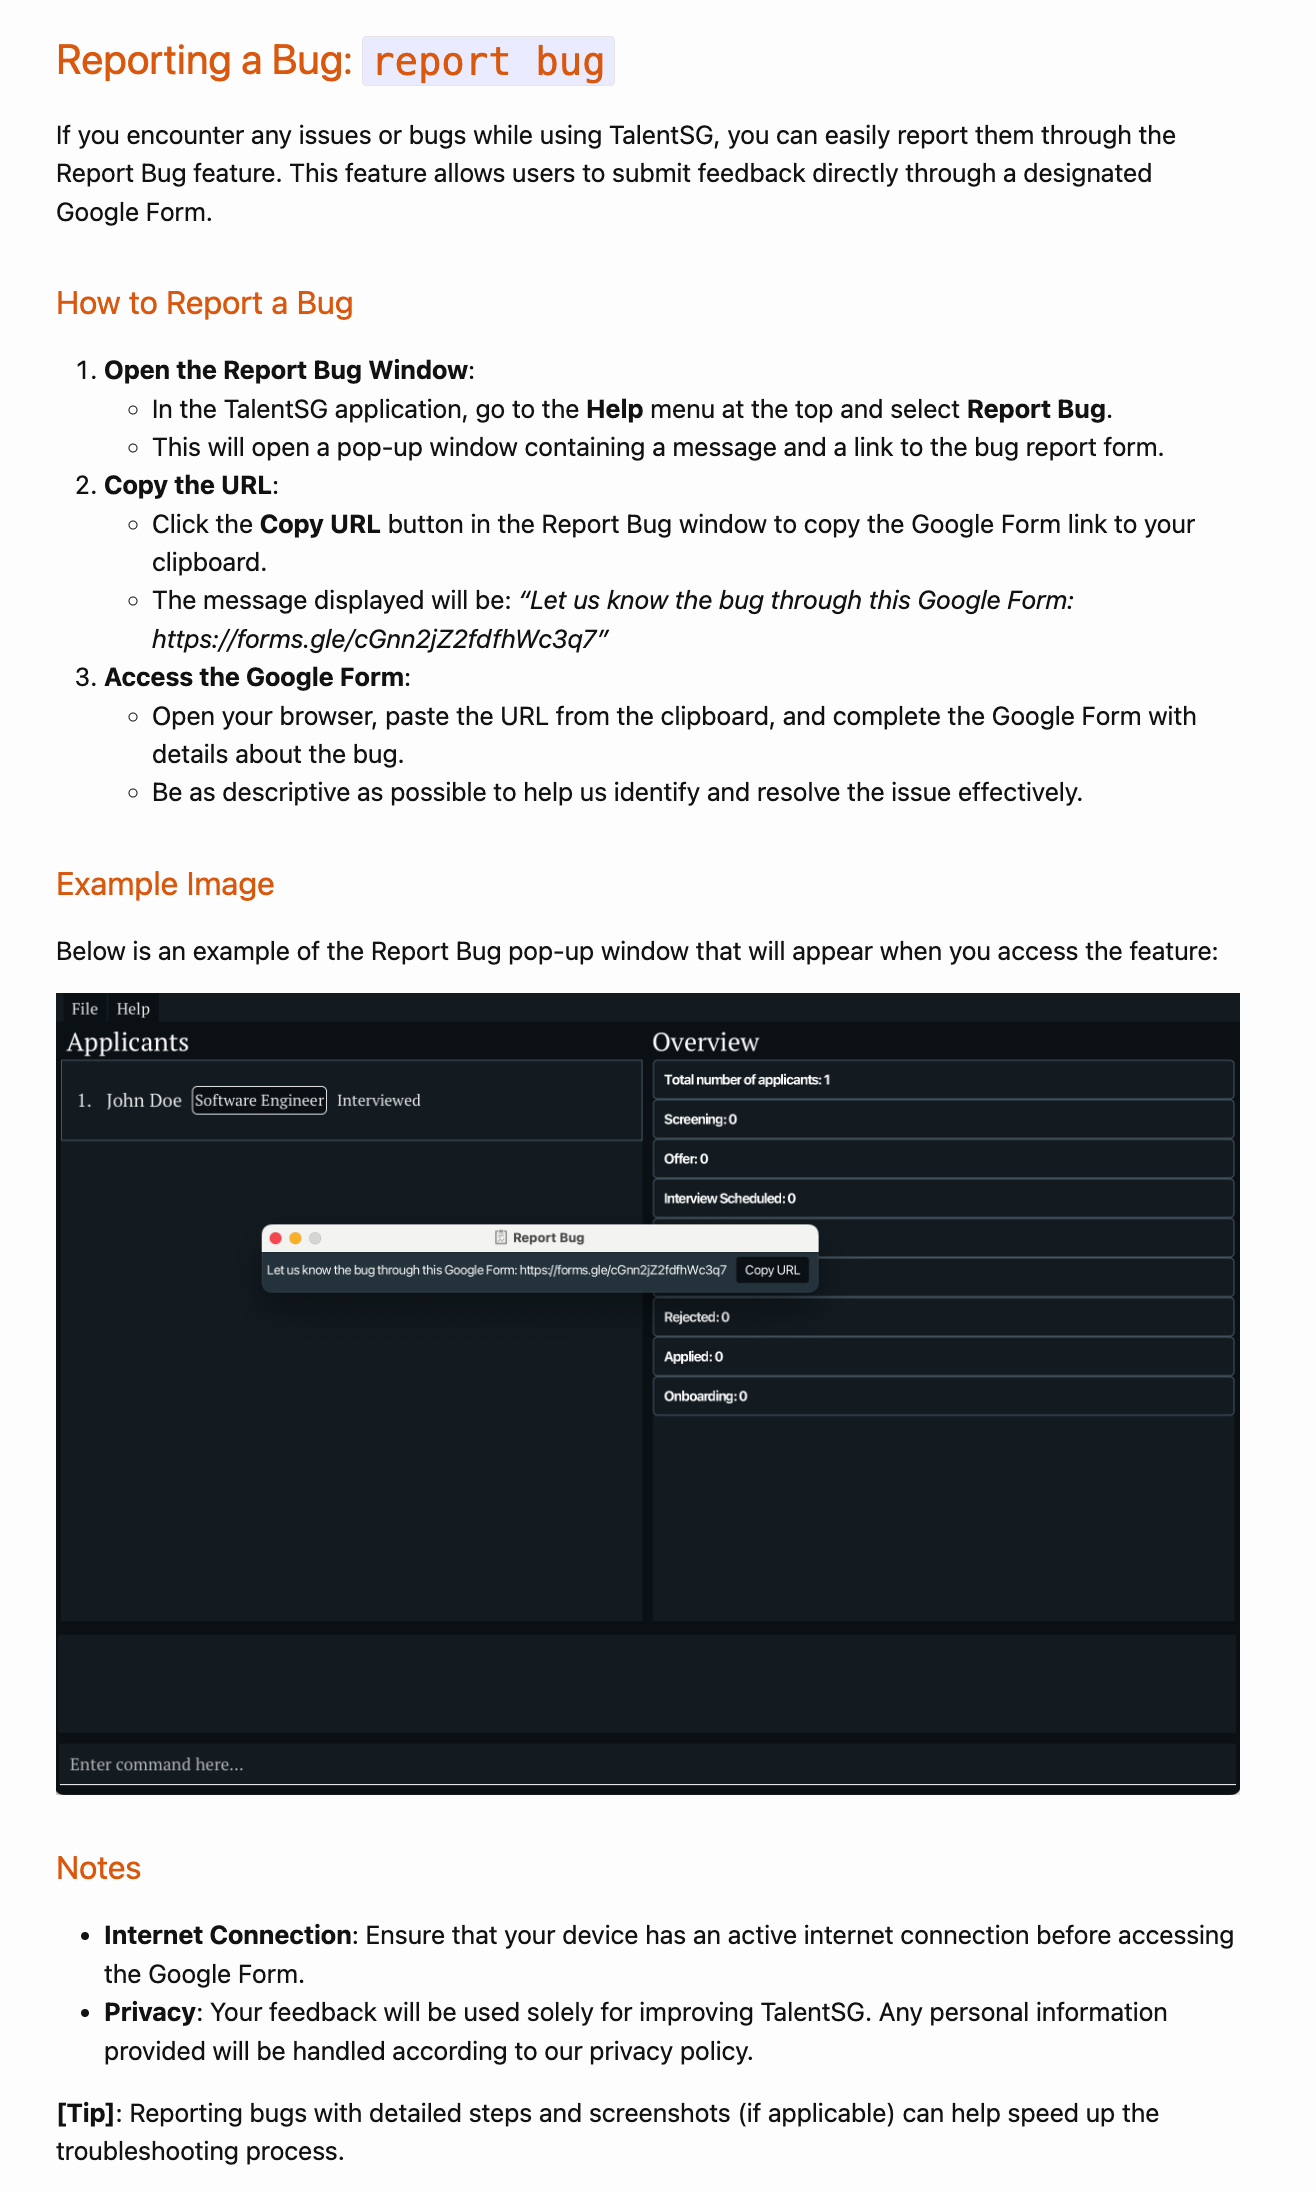 Reporting a Bug: report bug
If you encounter any issues or bugs while using TalentSG, you can easily report them through the
Report Bug feature. This feature allows users to submit feedback directly through a designated
Google Form.
How to Report a Bug
1. Open the Report Bug Window:
◦ In the TalentSG application, go to the Help menu at the top and select Report Bug.
◦ This will open a pop-up window containing a message and a link to the bug report form.
2. Copy the URL:
◦ Click the Copy URL button in the Report Bug window to copy the Google Form link to your
clipboard.
◦ The message displayed will be: “Let us know the bug through this Google Form:
https://forms.gle/cGnn2jZ2fdfhWc3q7”
3. Access the Google Form:
◦ Open your browser, paste the URL from the clipboard, and complete the Google Form with
details about the bug.
◦ Be as descriptive as possible to help us identify and resolve the issue effectively.
Example Image
Below is an example of the Report Bug pop-up window that will appear when you access the feature:
File Help
Applicants
1. John Doe Software Engineer Interviewed
Overview
Total number of applicants: 1
Screening: 0
Offer: 0
Interview Scheduled: 0
Report Bug
Let us know the bug through this Google Form: https://forms.gle/cGnn2jZ2fdfhWc3q7 Copy URL
Rejected: 0
Applied: 0
Onboarding: 0
Enter command here...
Notes
• Internet Connection: Ensure that your device has an active internet connection before accessing
the Google Form.
• Privacy: Your feedback will be used solely for improving TalentSG. Any personal information
provided will be handled according to our privacy policy.
[Tip]: Reporting bugs with detailed steps and screenshots (if applicable) can help speed up the
troubleshooting process.